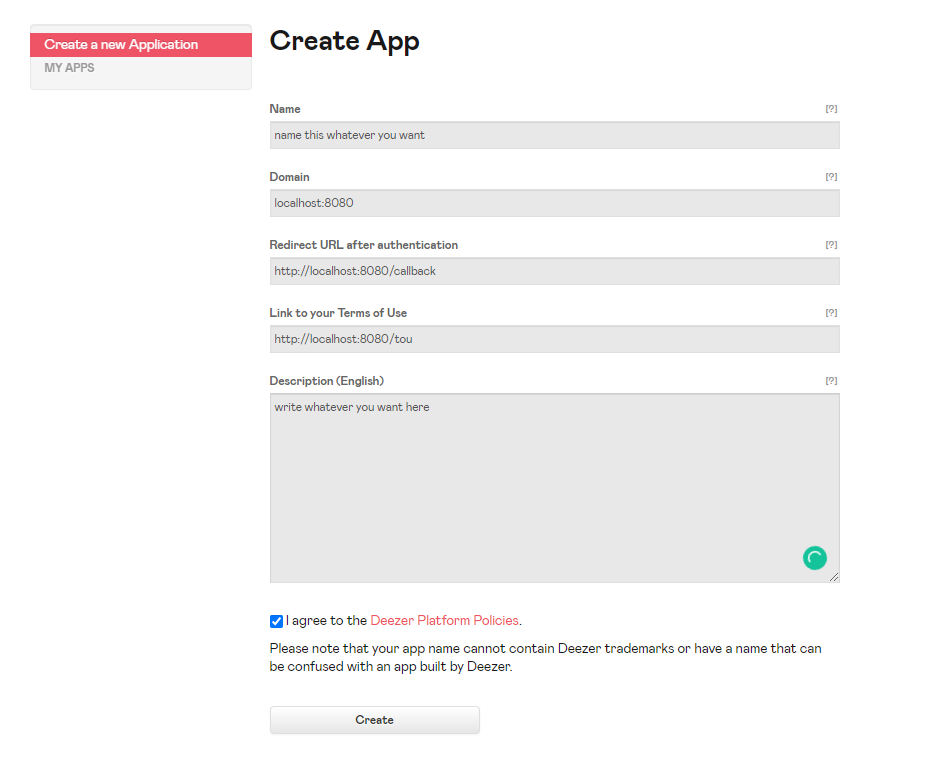 Create a new Application
MY APPS
Create App
Name [?]
name this whatever you want
Domain [?]
localhost:8080
Redirect URL after authentication [?]
http://localhost:8080/callback
Link to your Terms of Use [?]
http://localhost:8080/tou
Description (English) [?]
write whatever you want here
I agree to the Deezer Platform Policies.
Please note that your app name cannot contain Deezer trademarks or have a name that can
be confused with an app built by Deezer.
Create